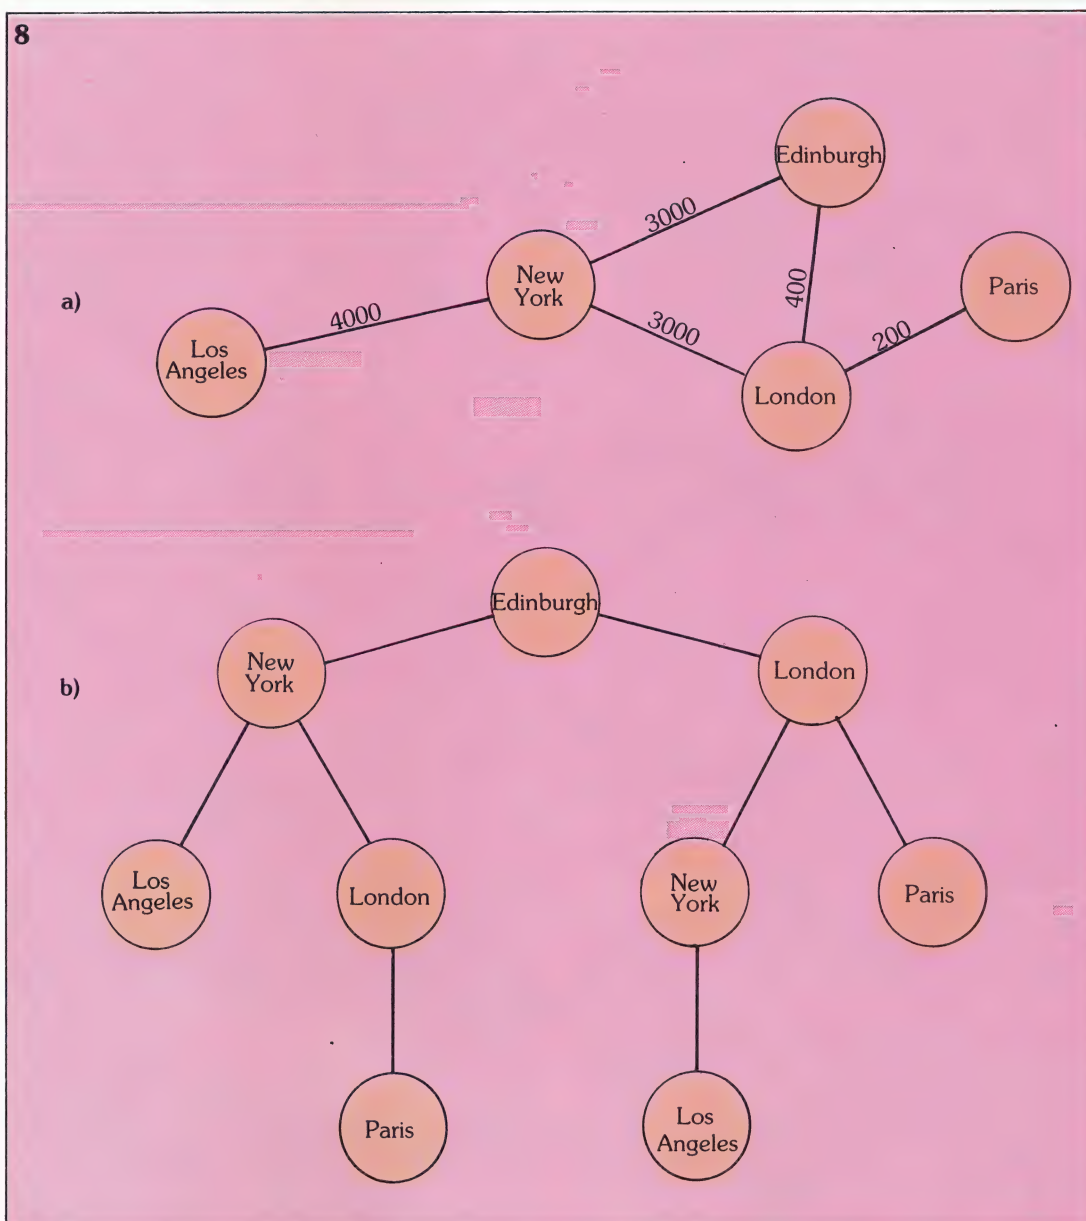 8
a)
Edinburgh
3000
New
York
400
Paris
4000
3000
200
Los
Angeles
London
b)
Edinburgh
New
York
London
Los
Angeles
London
New
York
Paris
Paris
Los
Angeles